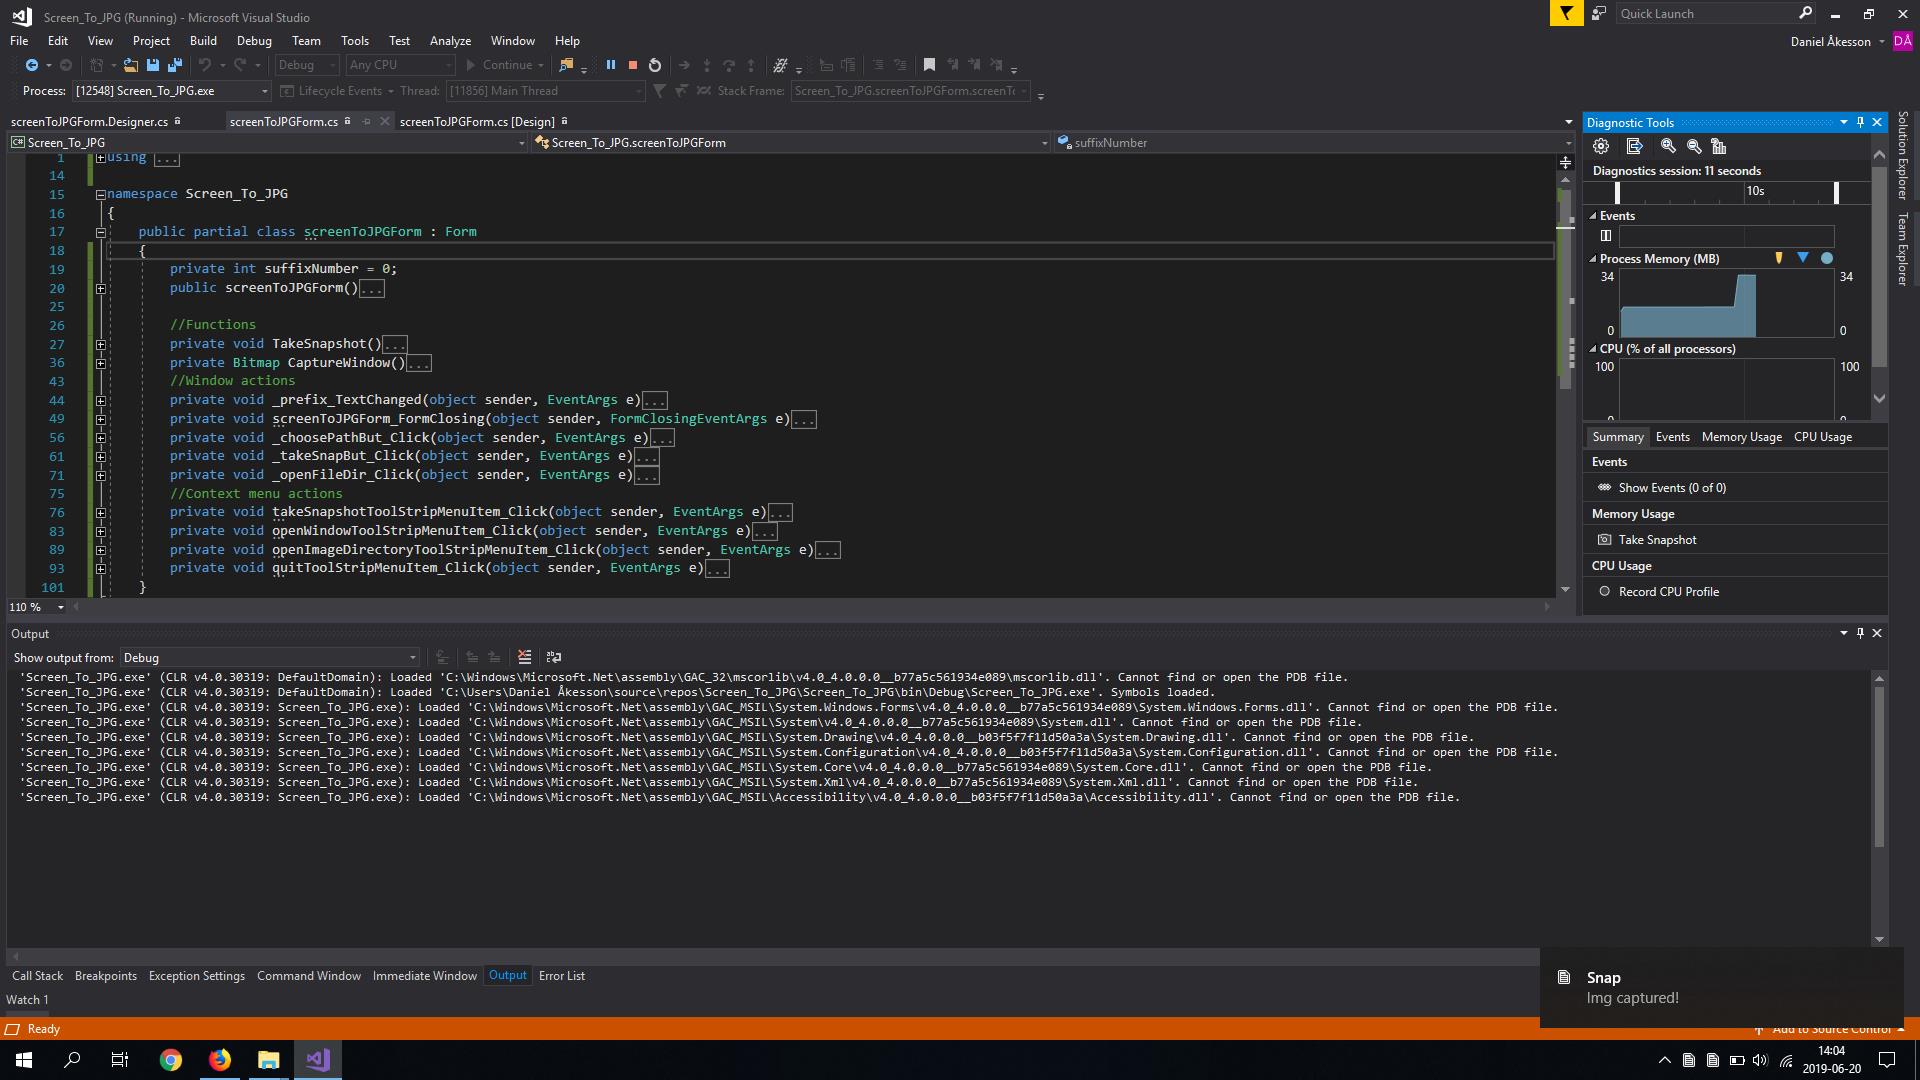 Screen_To_JPG (Running) - Microsoft Visual Studio
Quick Launch
File Edit View Project Build Debug Team Tools Test Analyze Window Help
Daniel Åkesson DÅ
Debug Any CPU Continue
Process: [12548] Screen_To_JPG.exe Lifecycle Events Thread: [11856] Main Thread Stack Frame: Screen_To_JPG.screenToJPGForm.screenTo
screenToJPGForm.Designer.cs screenToJPGForm.cs screenToJPGForm.cs [Design]
C# Screen_To_JPG Screen_To_JPG.screenToJPGForm suffixNumber
1 using ...
14
15 namespace Screen_To_JPG
16 {
17 public partial class screenToJPGForm : Form
18 {
19 private int suffixNumber = 0;
20 public screenToJPGForm()...
25
26 //Functions
27 private void TakeSnapshot()...
36 private Bitmap CaptureWindow()...
43 //Window actions
44 private void _prefix_TextChanged(object sender, EventArgs e)...
49 private void screenToJPGForm_FormClosing(object sender, FormClosingEventArgs e)...
56 private void _choosePathBut_Click(object sender, EventArgs e)...
61 private void _takeSnapBut_Click(object sender, EventArgs e)...
71 private void _openFileDir_Click(object sender, EventArgs e)...
75 //Context menu actions
76 private void takeSnapshotToolStripMenuItem_Click(object sender, EventArgs e)...
83 private void openWindowToolStripMenuItem_Click(object sender, EventArgs e)...
89 private void openImageDirectoryToolStripMenuItem_Click(object sender, EventArgs e)...
93 private void quitToolStripMenuItem_Click(object sender, EventArgs e)...
101 }
110 %
Diagnostic Tools
Diagnostics session: 11 seconds
10s
Events
Process Memory (MB)
34 34
0 0
CPU (% of all processors)
100 100
0 0
Summary Events Memory Usage CPU Usage
Events
Show Events (0 of 0)
Memory Usage
Take Snapshot
CPU Usage
Record CPU Profile
Solution Explorer
Team Explorer
Output
Show output from: Debug
'Screen_To_JPG.exe' (CLR v4.0.30319: DefaultDomain): Loaded 'C:\Windows\Microsoft.Net\assembly\GAC_32\mscorlib\v4.0_4.0.0.0__b77a5c561934e089\mscorlib.dll'. Cannot find or open the PDB file.
'Screen_To_JPG.exe' (CLR v4.0.30319: DefaultDomain): Loaded 'C:\Users\Daniel Åkesson\source\repos\Screen_To_JPG\Screen_To_JPG\bin\Debug\Screen_To_JPG.exe'. Symbols loaded.
'Screen_To_JPG.exe' (CLR v4.0.30319: Screen_To_JPG.exe): Loaded 'C:\Windows\Microsoft.Net\assembly\GAC_MSIL\System.Windows.Forms\v4.0_4.0.0.0__b77a5c561934e089\System.Windows.Forms.dll'. Cannot find or open the PDB file.
'Screen_To_JPG.exe' (CLR v4.0.30319: Screen_To_JPG.exe): Loaded 'C:\Windows\Microsoft.Net\assembly\GAC_MSIL\System\v4.0_4.0.0.0__b77a5c561934e089\System.dll'. Cannot find or open the PDB file.
'Screen_To_JPG.exe' (CLR v4.0.30319: Screen_To_JPG.exe): Loaded 'C:\Windows\Microsoft.Net\assembly\GAC_MSIL\System.Drawing\v4.0_4.0.0.0__b03f5f7f11d50a3a\System.Drawing.dll'. Cannot find or open the PDB file.
'Screen_To_JPG.exe' (CLR v4.0.30319: Screen_To_JPG.exe): Loaded 'C:\Windows\Microsoft.Net\assembly\GAC_MSIL\System.Configuration\v4.0_4.0.0.0__b03f5f7f11d50a3a\System.Configuration.dll'. Cannot find or open the PDB file.
'Screen_To_JPG.exe' (CLR v4.0.30319: Screen_To_JPG.exe): Loaded 'C:\Windows\Microsoft.Net\assembly\GAC_MSIL\System.Core\v4.0_4.0.0.0__b77a5c561934e089\System.Core.dll'. Cannot find or open the PDB file.
'Screen_To_JPG.exe' (CLR v4.0.30319: Screen_To_JPG.exe): Loaded 'C:\Windows\Microsoft.Net\assembly\GAC_MSIL\System.Xml\v4.0_4.0.0.0__b77a5c561934e089\System.Xml.dll'. Cannot find or open the PDB file.
'Screen_To_JPG.exe' (CLR v4.0.30319: Screen_To_JPG.exe): Loaded 'C:\Windows\Microsoft.Net\assembly\GAC_MSIL\Accessibility\v4.0_4.0.0.0__b03f5f7f11d50a3a\Accessibility.dll'. Cannot find or open the PDB file.
Call Stack Breakpoints Exception Settings Command Window Immediate Window Output Error List
Watch 1
Snap
Img captured!
Ready
Add to Source Control
14:04
2019-06-20